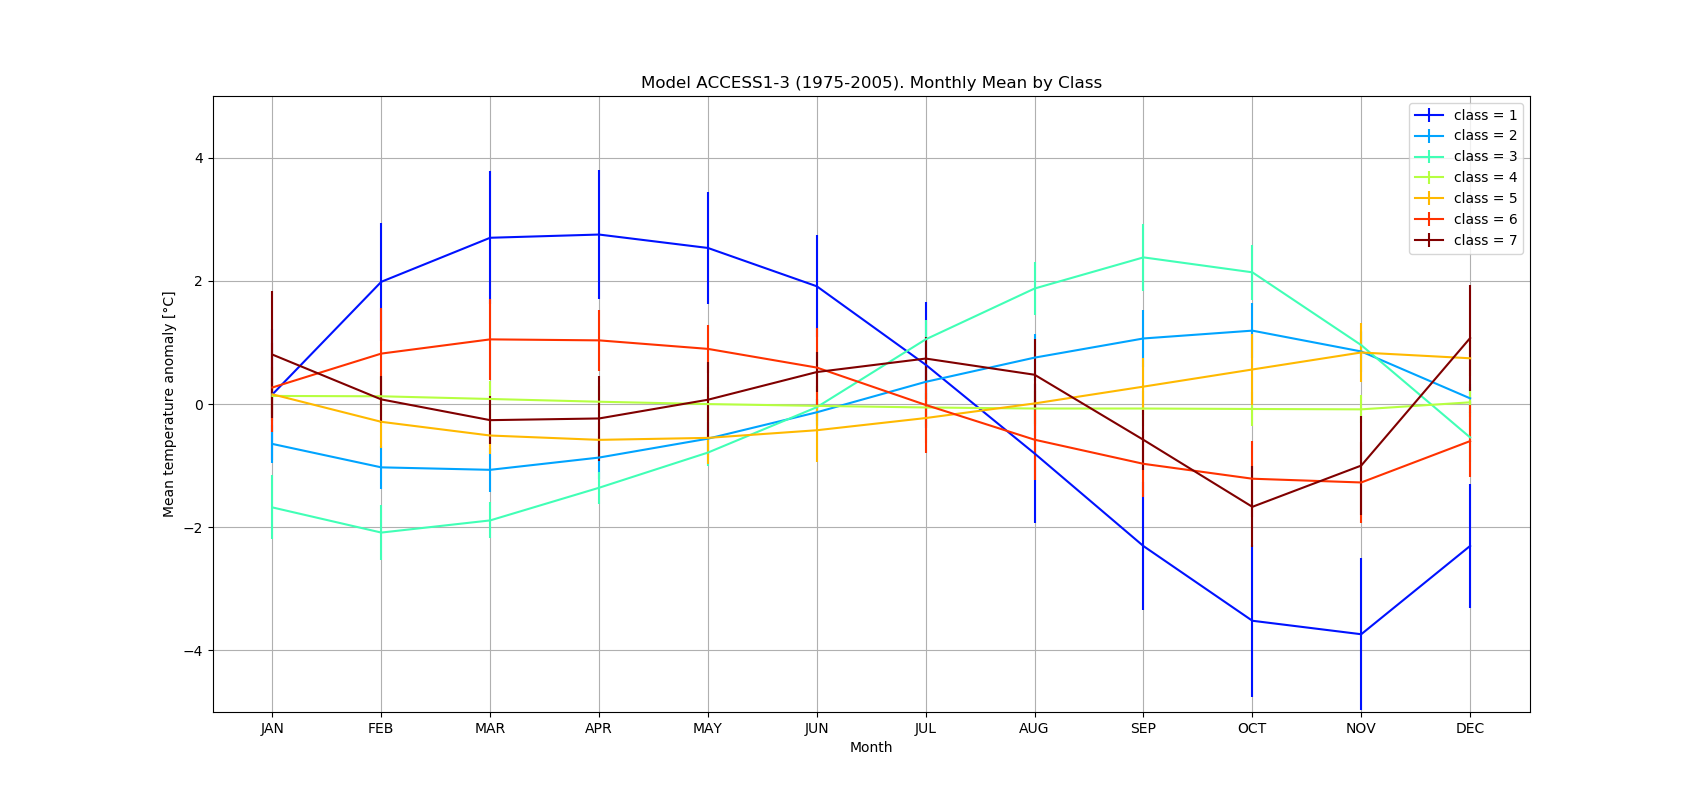 Model ACCESS1-3 (1975-2005). Monthly Mean by Class
class = 1
class = 2
class = 3
class = 4
class = 5
class = 6
class = 7
Mean temperature anomaly [°C]
4
2
0
−2
−4
JAN FEB MAR APR MAY JUN JUL AUG SEP OCT NOV DEC
Month